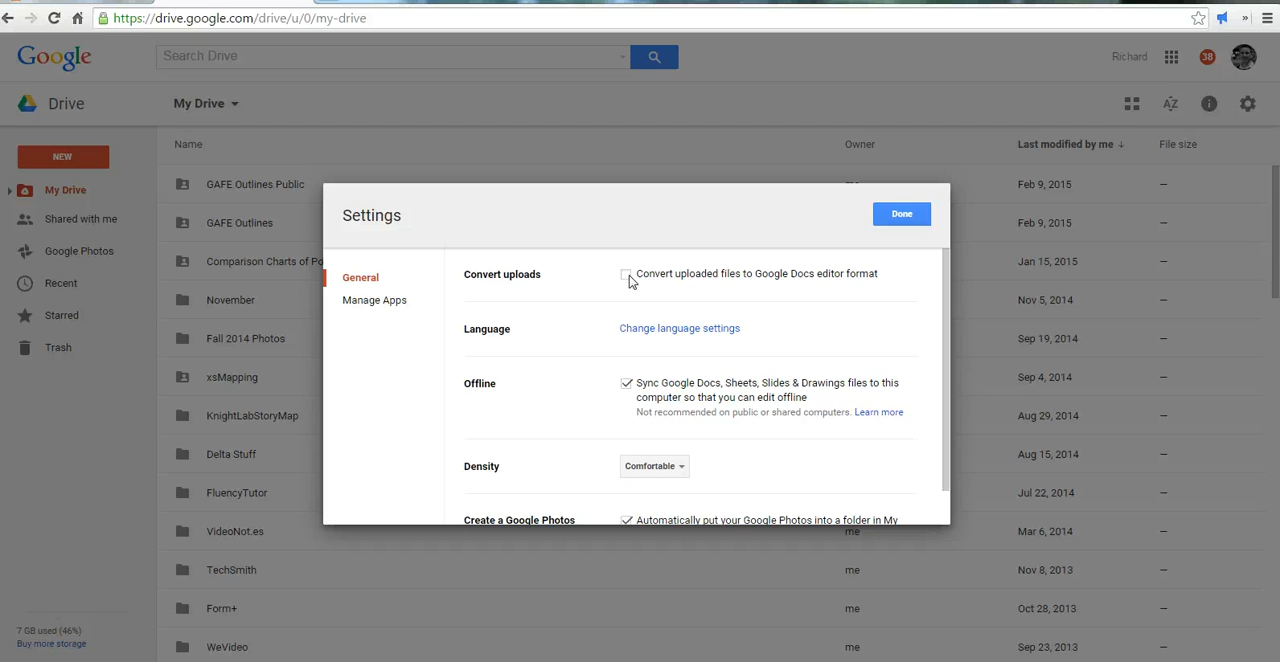 https://drive.google.com/drive/u/0/my-drive
Google
Search Drive
Richard
38
Drive
My Drive
AZ
NEW
My Drive
Shared with me
Google Photos
Recent
Starred
Trash
7 GB used (46%)
Buy more storage
Name Owner Last modified by me ↓ File size
GAFE Outlines Public me Feb 9, 2015 —
GAFE Outlines Feb 9, 2015 —
Comparison Charts of Po Jan 15, 2015 —
November Nov 5, 2014 —
Fall 2014 Photos Sep 19, 2014 —
xsMapping Sep 4, 2014 —
KnightLabStoryMap Aug 29, 2014 —
Delta Stuff Aug 15, 2014 —
FluencyTutor Jul 22, 2014 —
VideoNot.es me Mar 6, 2014 —
TechSmith me Nov 8, 2013 —
Form+ me Oct 28, 2013 —
WeVideo me Sep 23, 2013 —
Settings
Done
General
Manage Apps
Convert uploads
Convert uploaded files to Google Docs editor format
Language
Change language settings
Offline
Sync Google Docs, Sheets, Slides & Drawings files to this
computer so that you can edit offline
Not recommended on public or shared computers. Learn more
Density
Comfortable
Create a Google Photos
Automatically put your Google Photos into a folder in My